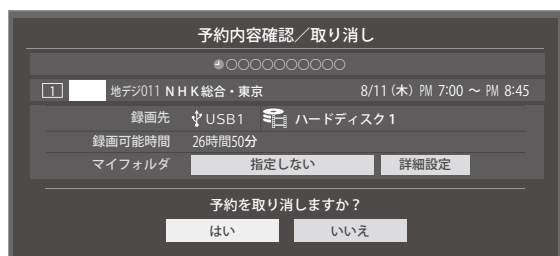 予約内容確認／取り消し
○○○○○○○○○○
1 地デジ011 NHK総合・東京 8/11（木）PM 7:00 ～ PM 8:45
録画先 USB1 ハードディスク1
録画可能時間 26時間50分
マイフォルダ 指定しない 詳細設定
予約を取り消しますか？
はい いいえ